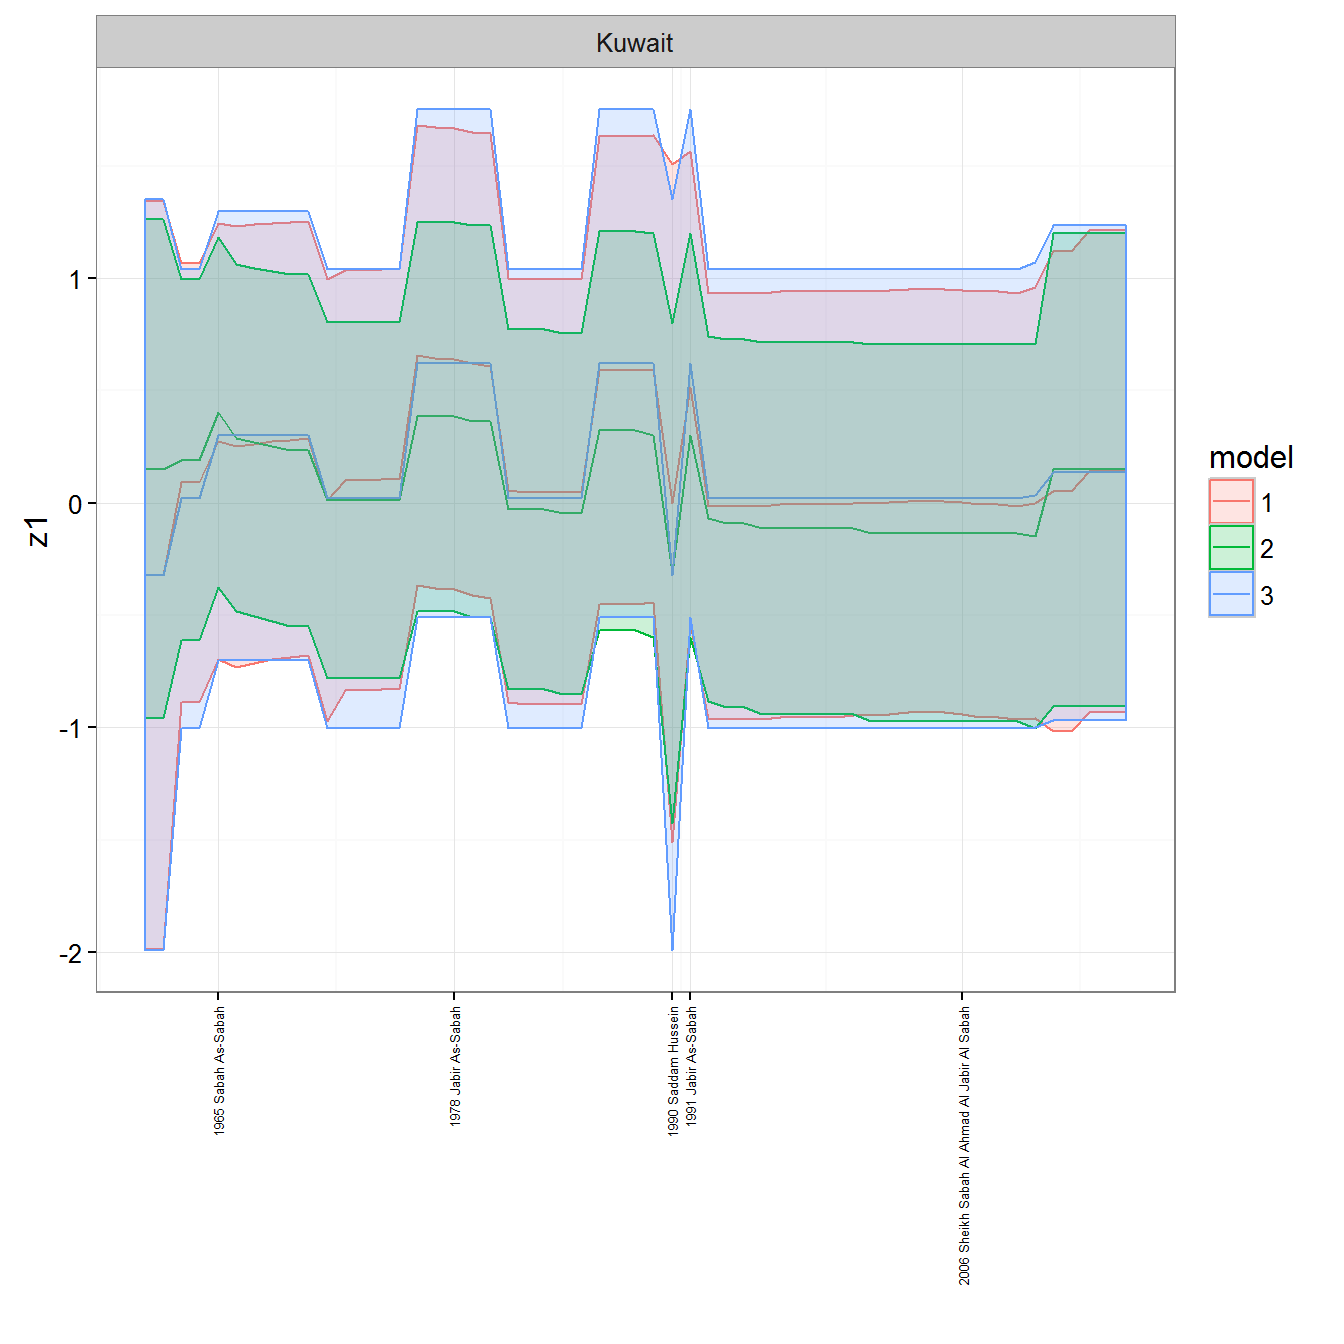 Kuwait
z1
1
0
-1
-2
1965 Sabah As-Sabah
1978 Jabir As-Sabah
1990 Saddam Hussein
1991 Jabir As-Sabah
2006 Sheikh Sabah Al Ahmad Al Jabir Al Sabah
model
1
2
3